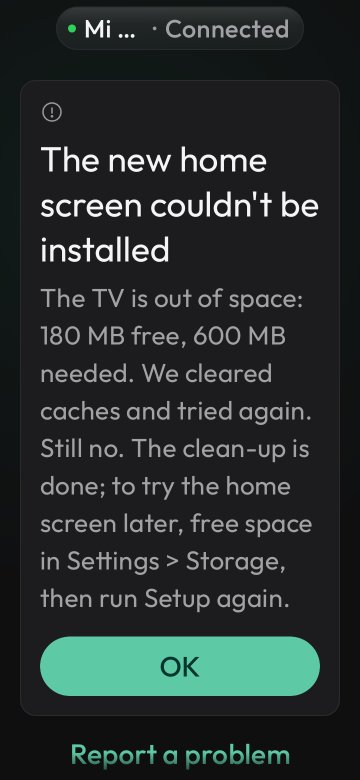 Mi ... · Connected
The new home
screen couldn't be
installed
The TV is out of space:
180 MB free, 600 MB
needed. We cleared
caches and tried again.
Still no. The clean-up is
done; to try the home
screen later, free space
in Settings > Storage,
then run Setup again.
OK
Report a problem